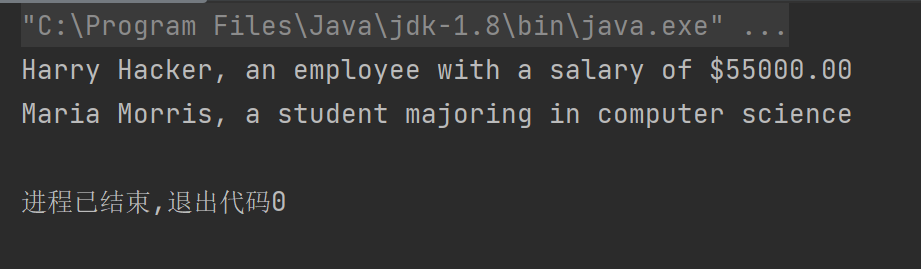 "C:\Program Files\Java\jdk-1.8\bin\java.exe" ...
Harry Hacker, an employee with a salary of $55000.00
Maria Morris, a student majoring in computer science
进程已结束,退出代码0